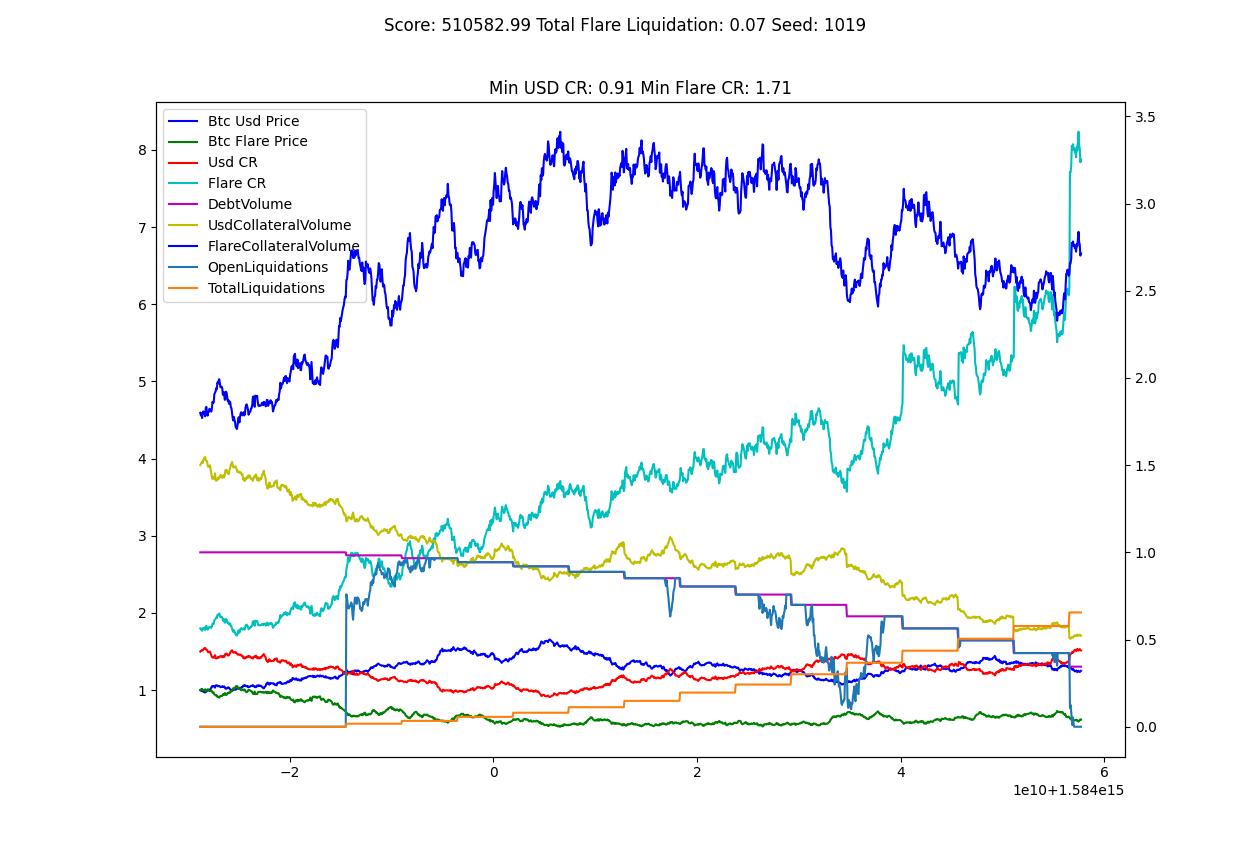 Score: 510582.99 Total Flare Liquidation: 0.07 Seed: 1019
Min USD CR: 0.91 Min Flare CR: 1.71
Btc Usd Price
Btc Flare Price
Usd CR
Flare CR
DebtVolume
UsdCollateralVolume
FlareCollateralVolume
OpenLiquidations
TotalLiquidations
8
7
6
5
4
3
2
1
3.5
3.0
2.5
2.0
1.5
1.0
0.5
0.0
−2 0 2 4 6
1e10+1.584e15